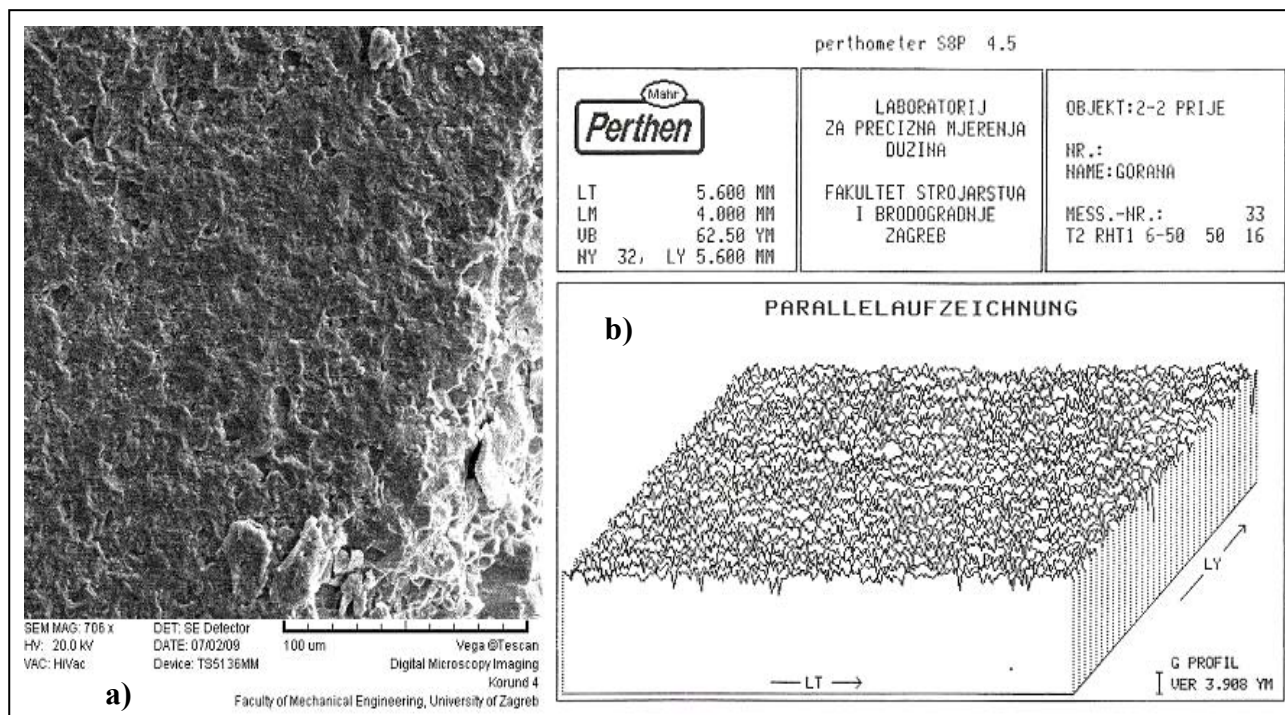 perthometer S8P 4.5
Mahr
Perthen
LT 5.600 MM
LM 4.000 MM
VB 62.50 YM
NY 32, LY 5.600 MM
LABORATORIJ
ZA PRECIZNA MJERENJA
DUZINA
FAKULTET STROJARSTVA
I BRODOGRADNJE
ZAGREB
OBJEKT:2-2 PRIJE
NR.:
NAME:GORANA
MESS.-NR.: 33
T2 RHT1 6-50 50 16
PARALLELAUFZEICHNUNG
b)
LY
LT
G PROFIL
VER 3.908 YM
SEM MAG: 706 x DET: SE Detector
HV: 20.0 kV DATE: 07/02/09 100 um Vega ©Tescan
VAC: HiVac Device: TS5136MM Digital Microscopy Imaging
Korund 4
a) Faculty of Mechanical Engineering, University of Zagreb